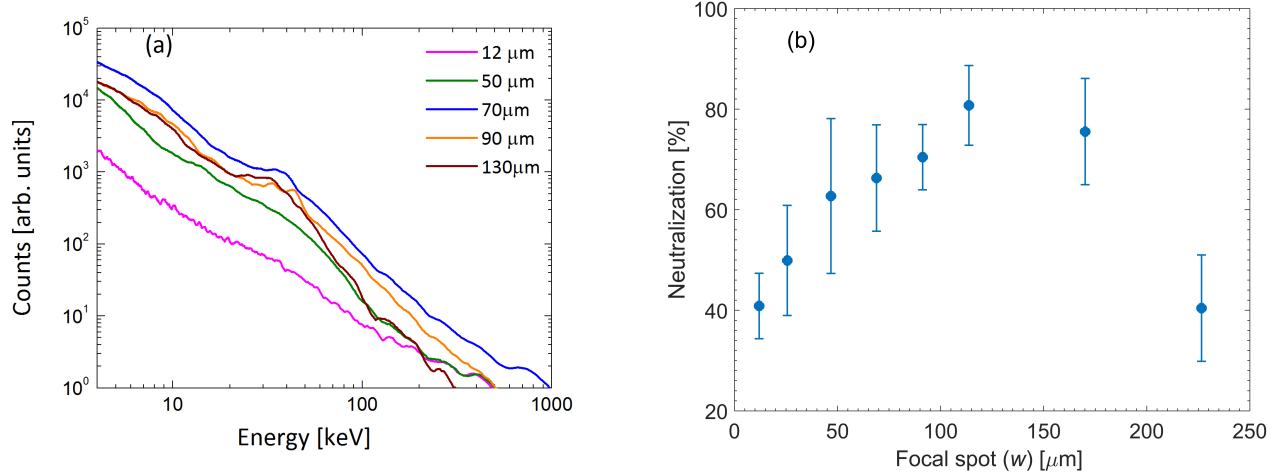 (a)
10^5
10^4
10^3
10^2
10^1
10^0
Counts [arb. units]
12 μm
50 μm
70μm
90 μm
130μm
10
100
1000
Energy [keV]
(b)
100
80
60
40
20
Neutralization [%]
0
50
100
150
200
250
Focal spot (w) [μm]